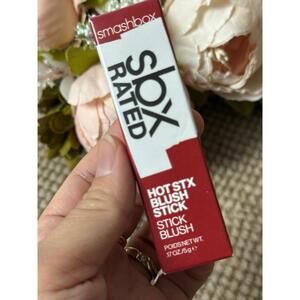 smashbox
sbx
RATED
HOT STX
BLUSH
STICK
STICK
BLUSH
POIDS NET WT.
.17 OZ./5g e